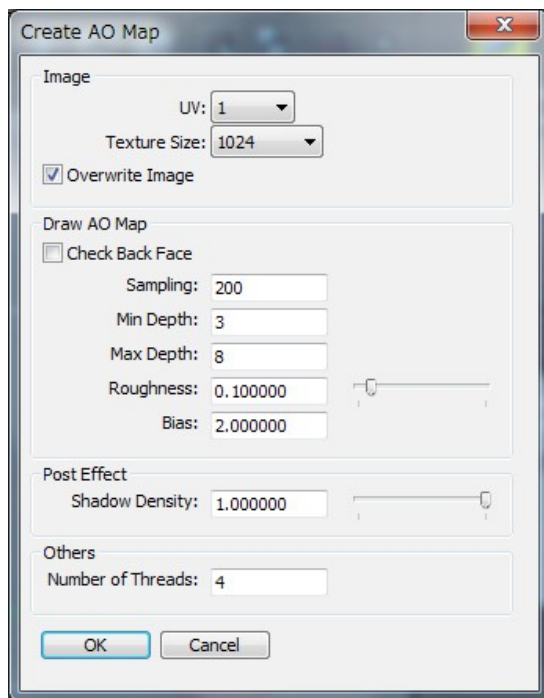 Create AO Map
Image
UV: 1
Texture Size: 1024
Overwrite Image
Draw AO Map
Check Back Face
Sampling: 200
Min Depth: 3
Max Depth: 8
Roughness: 0.100000
Bias: 2.000000
Post Effect
Shadow Density: 1.000000
Others
Number of Threads: 4
OK Cancel